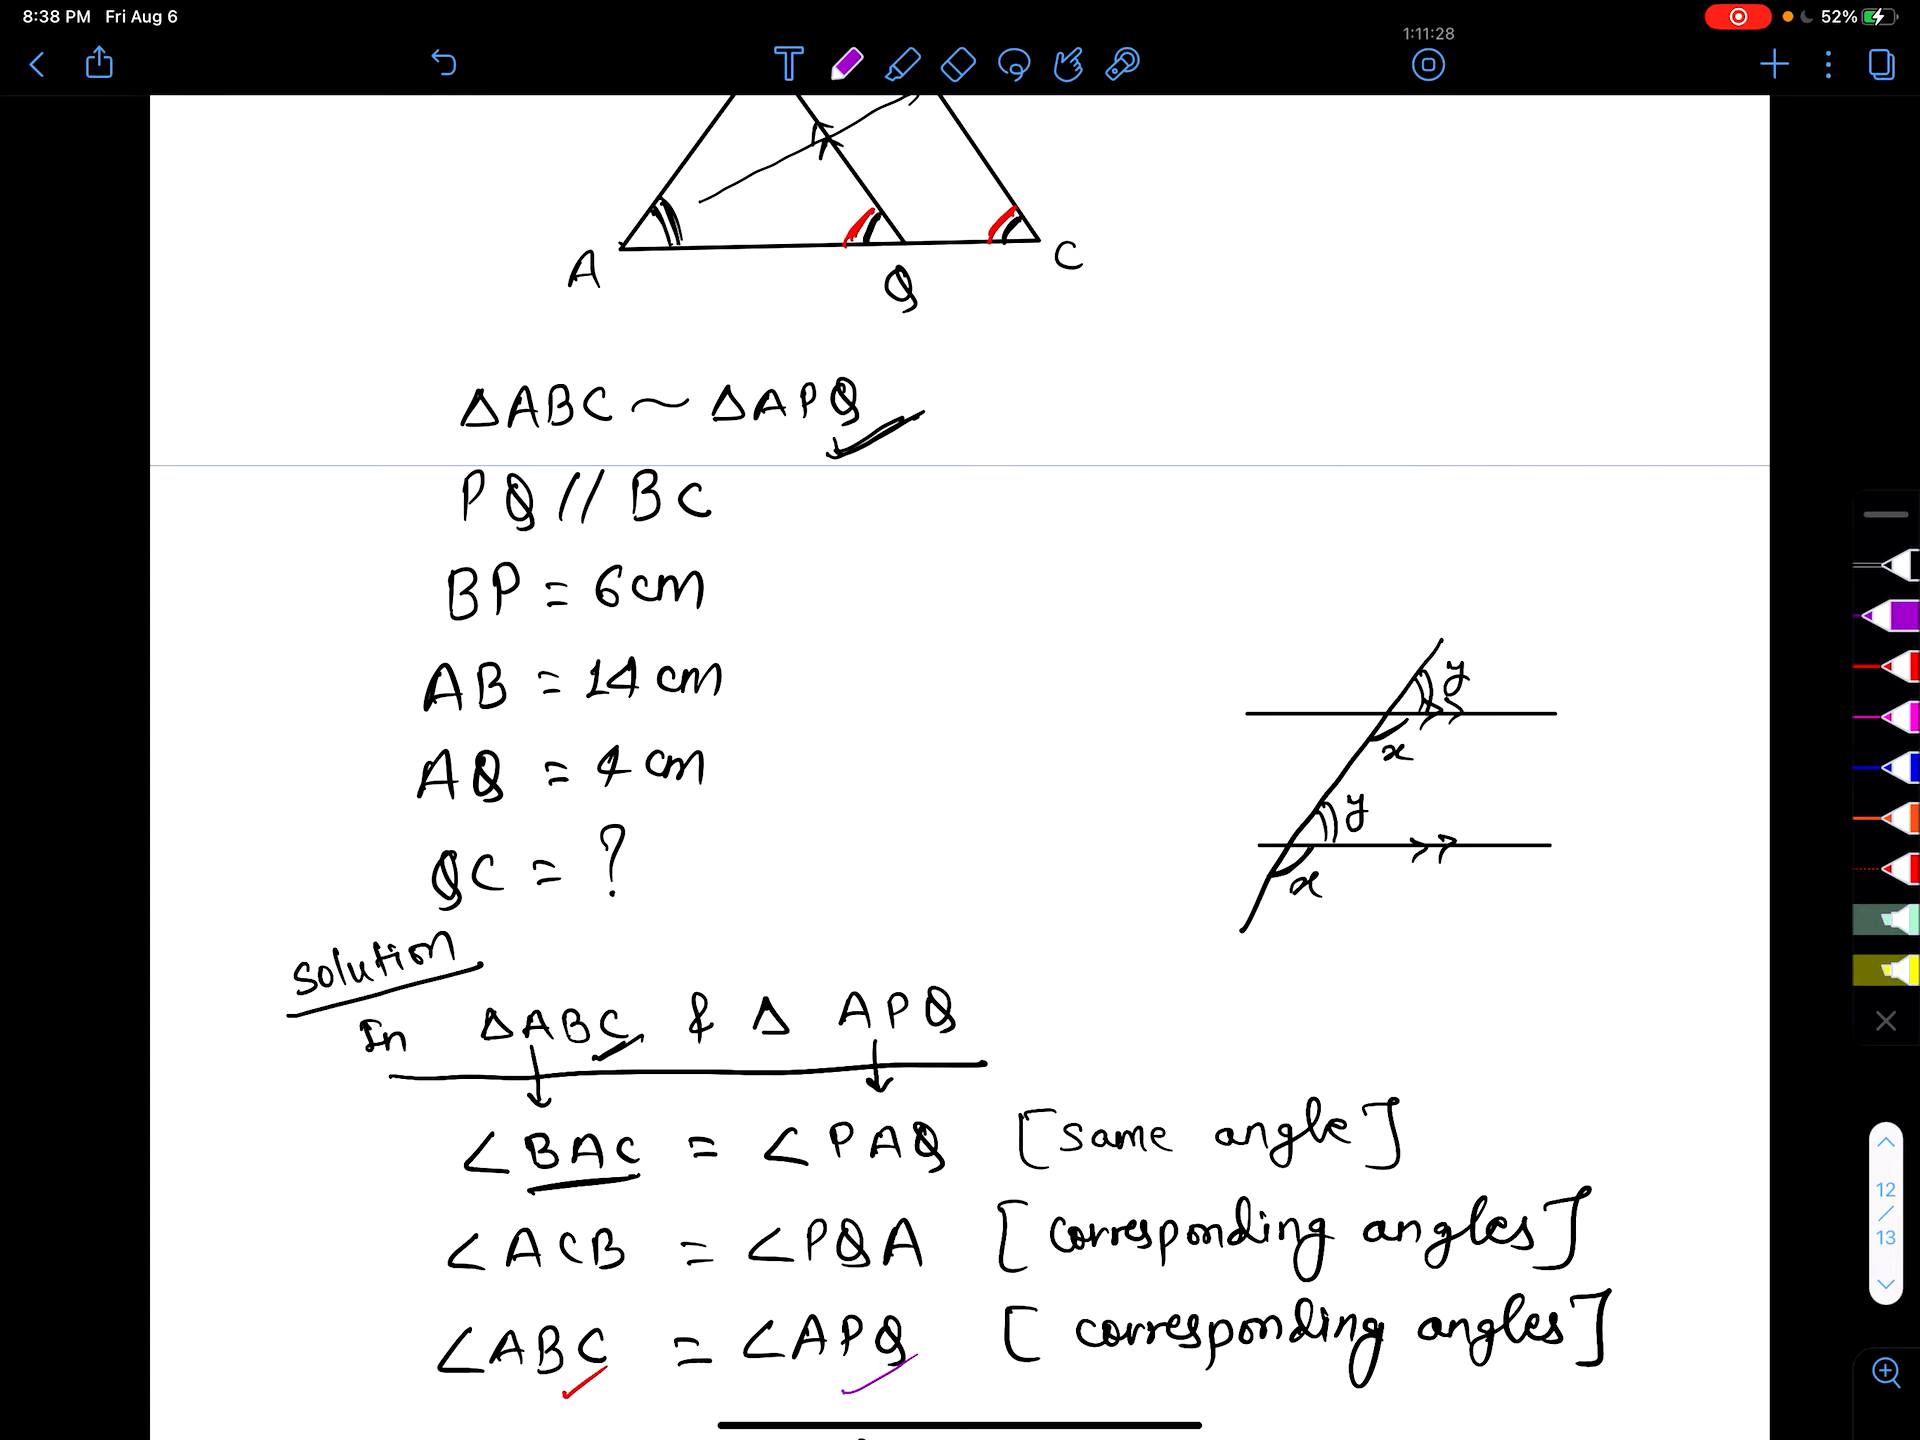 8:38 PM Fri Aug 6
52%
1:11:28
T
A
Q
C
ΔABC ~ ΔAPQ
PQ // BC
BP = 6cm
AB = 14 cm
AQ = 4 cm
QC = ?
y
x
y
x
Solution
In ΔABC & Δ APQ
∠BAC = ∠PAQ [same angle]
∠ACB = ∠PQA [corresponding angles]
∠ABC = ∠APQ [corresponding angles]
12
/
13